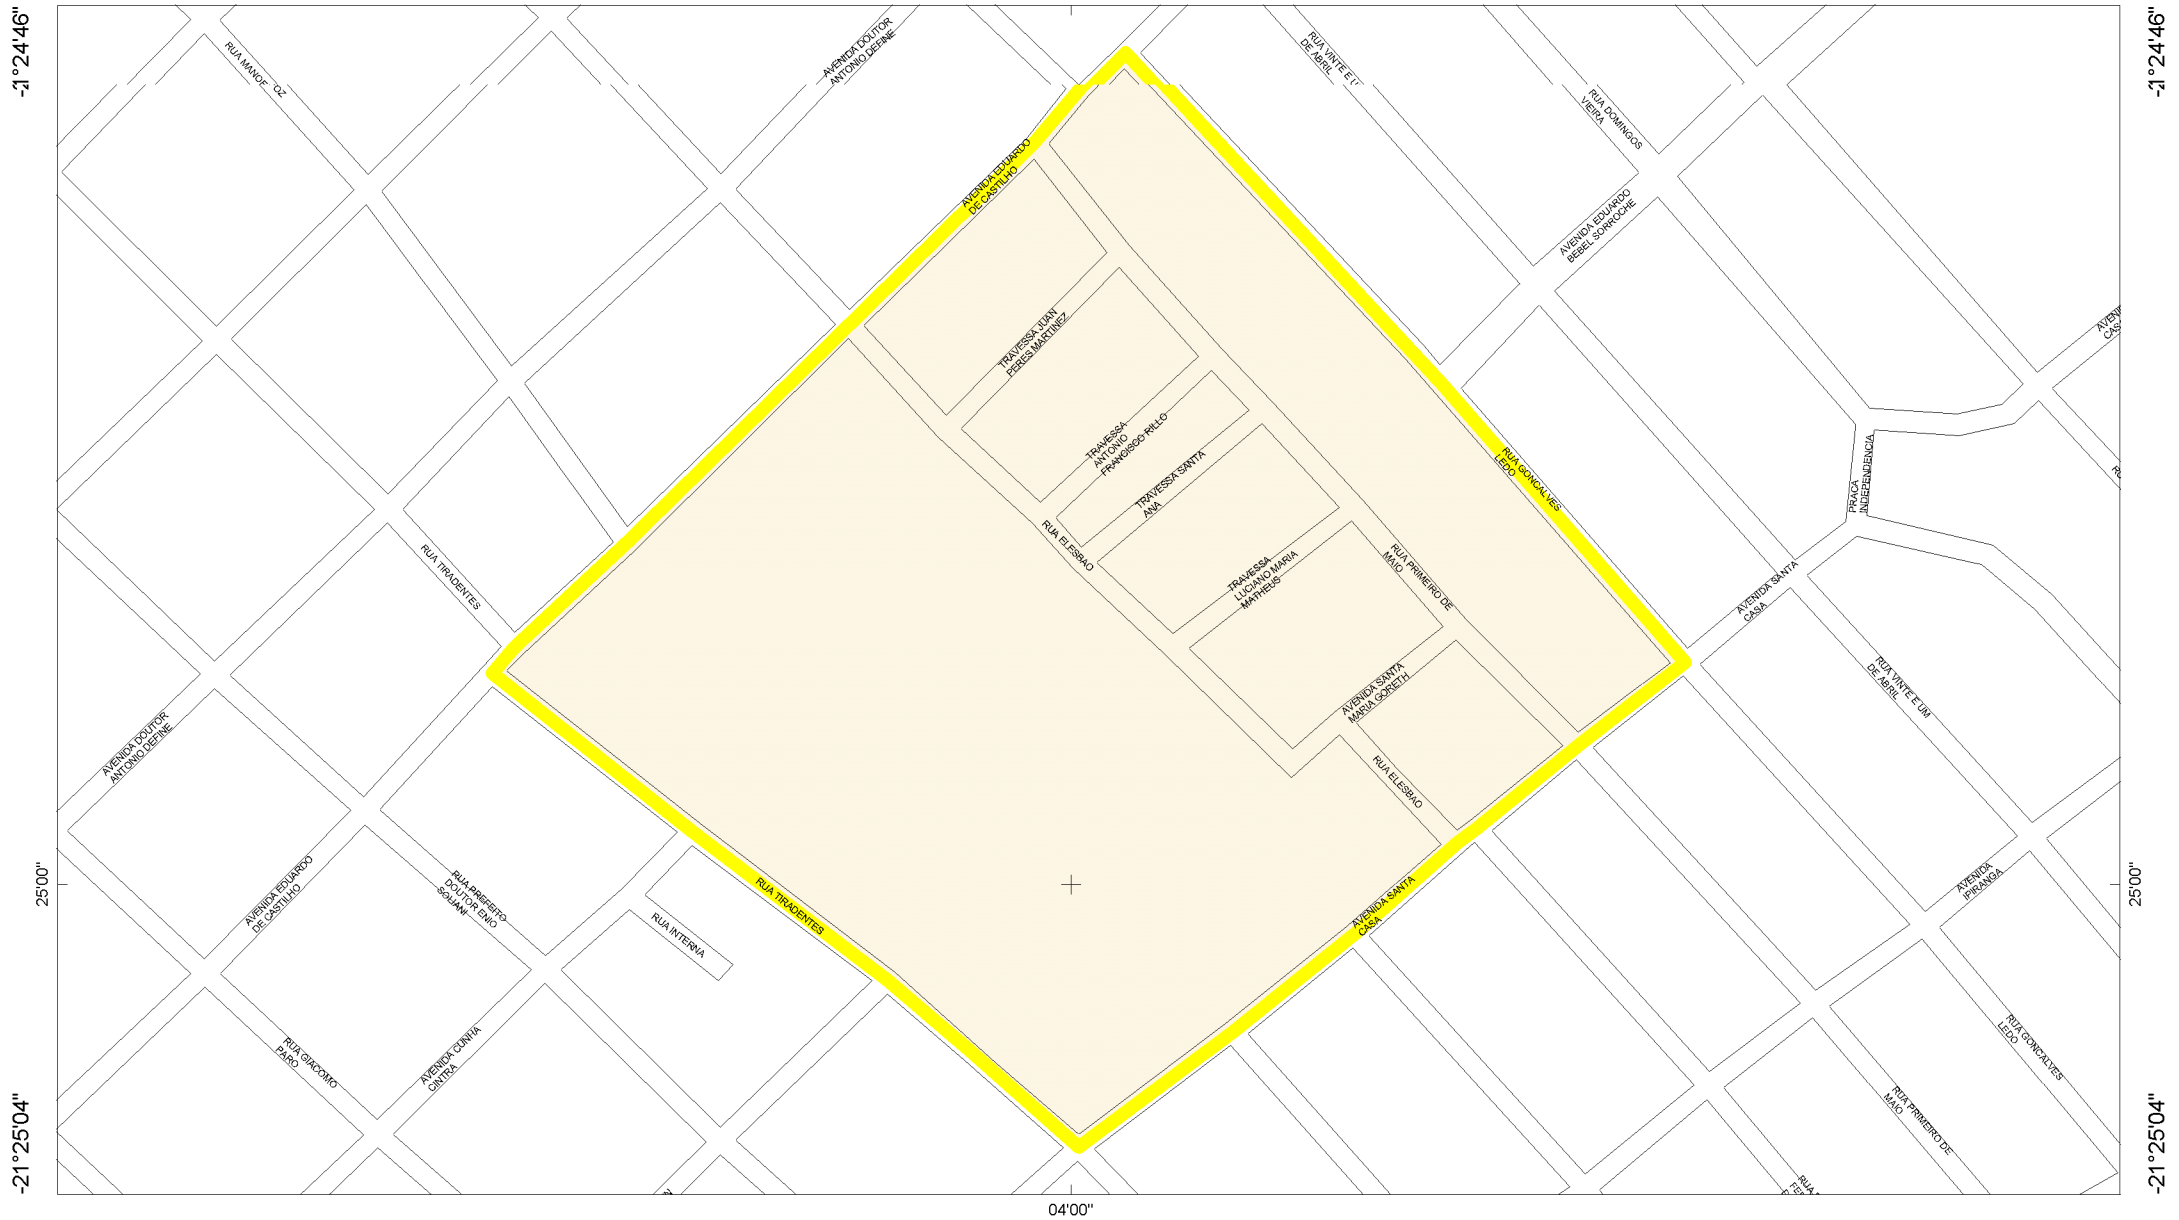 -21°24'46"
-21°24'46"
AVENIDA DOUTOR
ANTONIO DEFINE
RUA VINTE E U
DE ABRIL
RUA DOMINGOS
VIEIRA
AVENIDA EDUARDO
DE CASTILHO
AVENIDA EDUARDO
BEBEL SORROCHE
TRAVESSA JUAN
PERES MARTINEZ
TRAVESSA
ANTONIO
FRANCISCO RILLO
TRAVESSA SANTA
ANA
RUA GONCALVES
LEDO
PRACA
INDEPENDENCIA
RUA ELESBAO
RUA TIRADENTES
TRAVESSA
LUCIANO MARIA
MATHEUS
RUA PRIMEIRO DE
MAIO
AVENIDA SANTA
CASA
AVENIDA SANTA
MARIA GORETH
RUA VINTE E UM
DE ABRIL
AVENIDA DOUTOR
ANTONIO DEFINE
RUA ELESBAO
25'00"
25'00"
AVENIDA EDUARDO
DE CASTILHO
RUA PREFEITO
DOUTOR ENIO
SOLIANI
RUA TIRADENTES
RUA INTERNA
AVENIDA SANTA
CASA
AVENIDA
IPIRANGA
RUA GIACOMO
PARO
AVENIDA CUNHA
CINTRA
RUA GONCALVES
LEDO
RUA PRIMEIRO DE
MAIO
-21°25'04"
-21°25'04"
04'00"